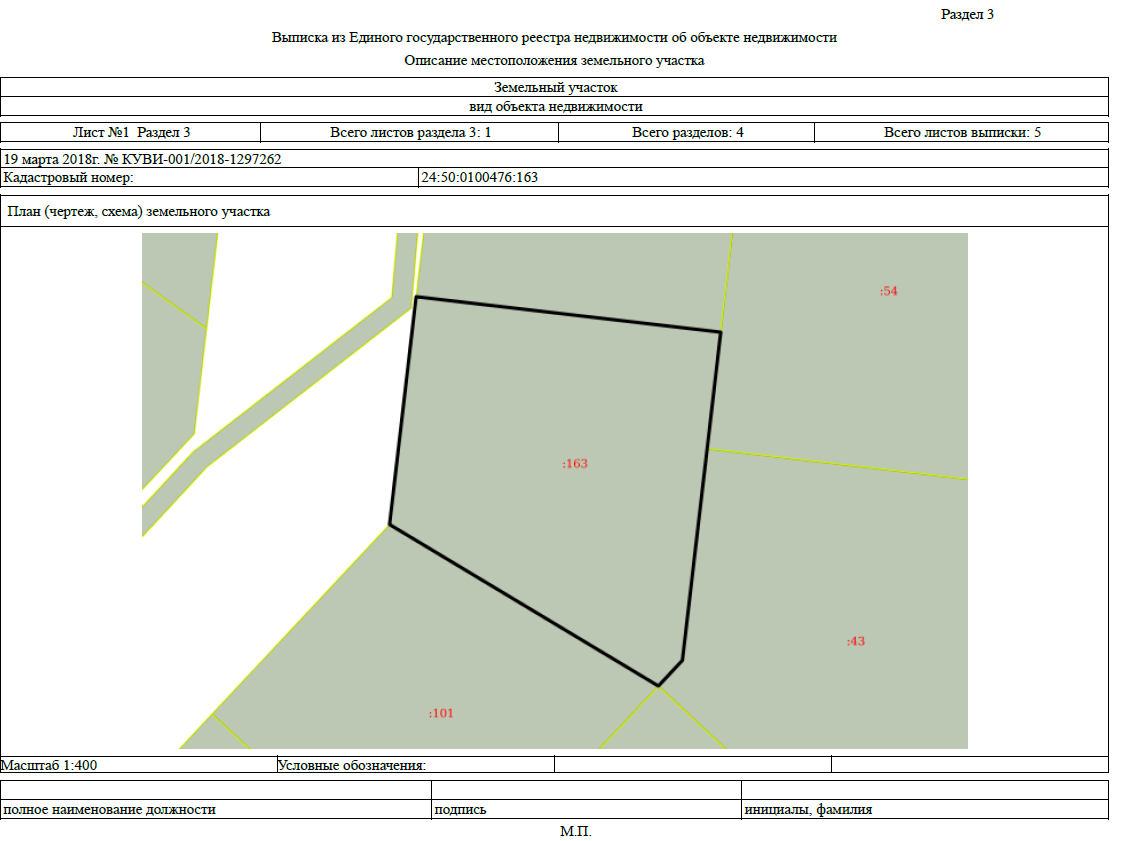 Раздел 3
Выписка из Единого государственного реестра недвижимости об объекте недвижимости
Описание местоположения земельного участка
Земельный участок
вид объекта недвижимости
Лист №1 Раздел 3 Всего листов раздела 3: 1 Всего разделов: 4 Всего листов выписки: 5
19 марта 2018г. № КУВИ-001/2018-1297262
Кадастровый номер: 24:50:0100476:163
План (чертеж, схема) земельного участка
:54
:163
:43
:101
Масштаб 1:400 Условные обозначения:
полное наименование должности подпись инициалы, фамилия
М.П.